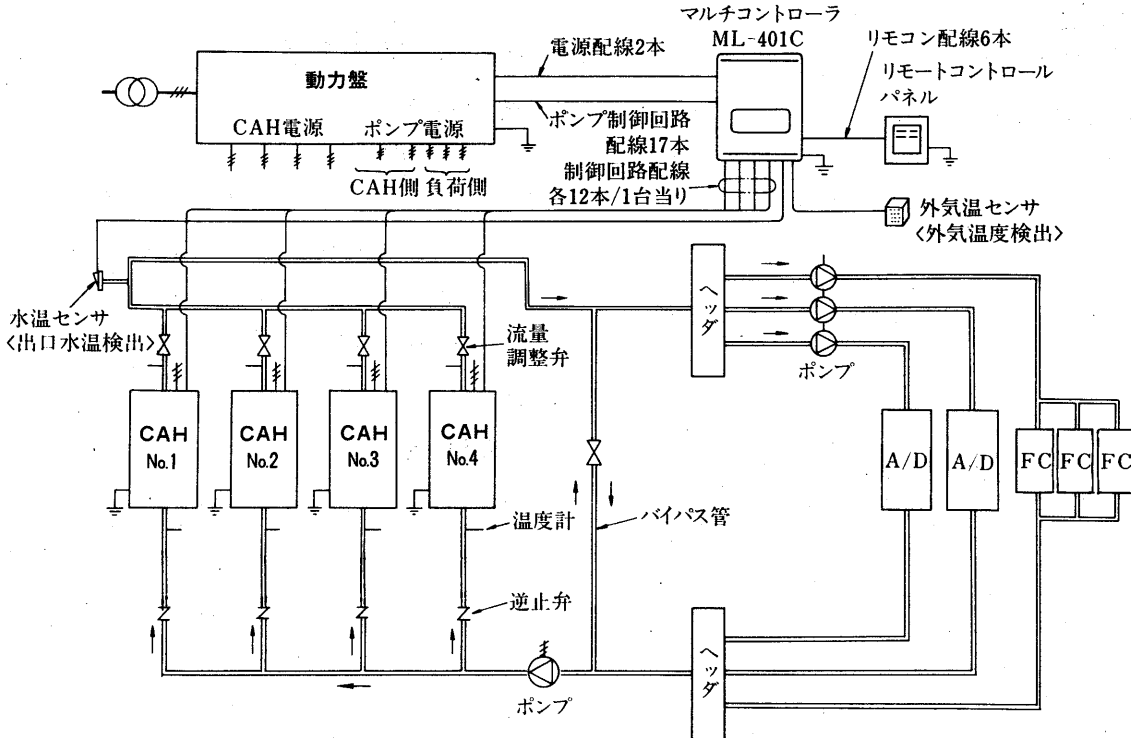 マルチコントローラ
ML-401C
電源配線2本
リモコン配線6本
動力盤
リモートコントロール
パネル
CAH電源
ポンプ電源
ポンプ制御回路
配線17本
CAH側
負荷側
制御回路配線
各12本/1台当り
外気温センサ
<外気温度検出>
水温センサ
<出口水温検出>
流量
調整弁
ヘッダ
ポンプ
CAH
No.1
CAH
No.2
CAH
No.3
CAH
No.4
A/D
A/D
FC
FC
FC
温度計
バイパス管
逆止弁
ヘッダ
ポンプ